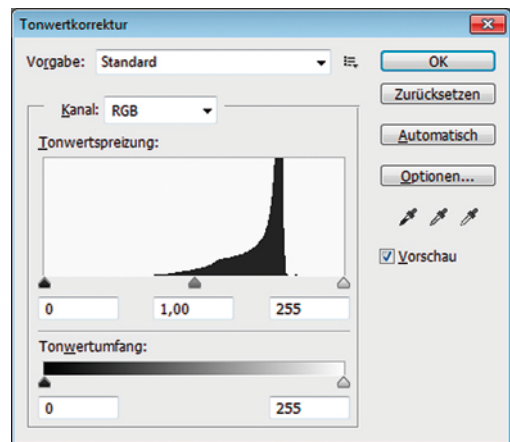 Tonwertkorrektur
Vorgabe: Standard
OK
Zurücksetzen
Kanal: RGB
Automatisch
Tonwertspreizung:
Optionen...
Vorschau
0 1,00 255
Tonwertumfang:
0 255